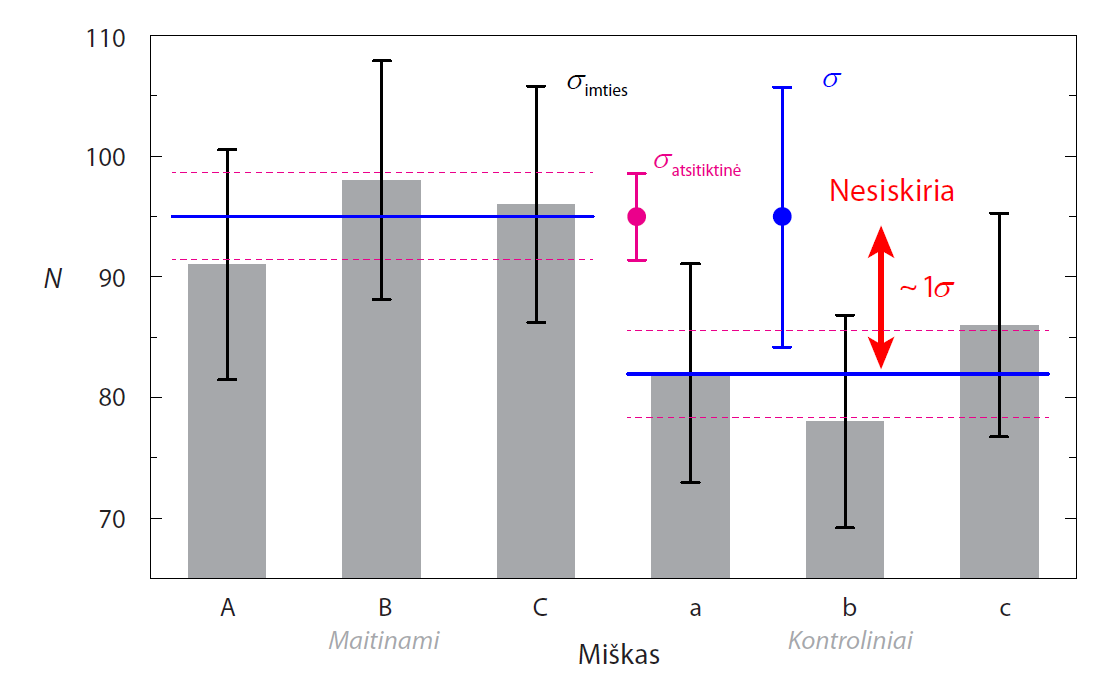 110
100
90
80
70
N
σimties
σatsitiktinė
σ
Nesiskiria
~ 1σ
A B C a b c
Maitinami Kontroliniai
Miškas